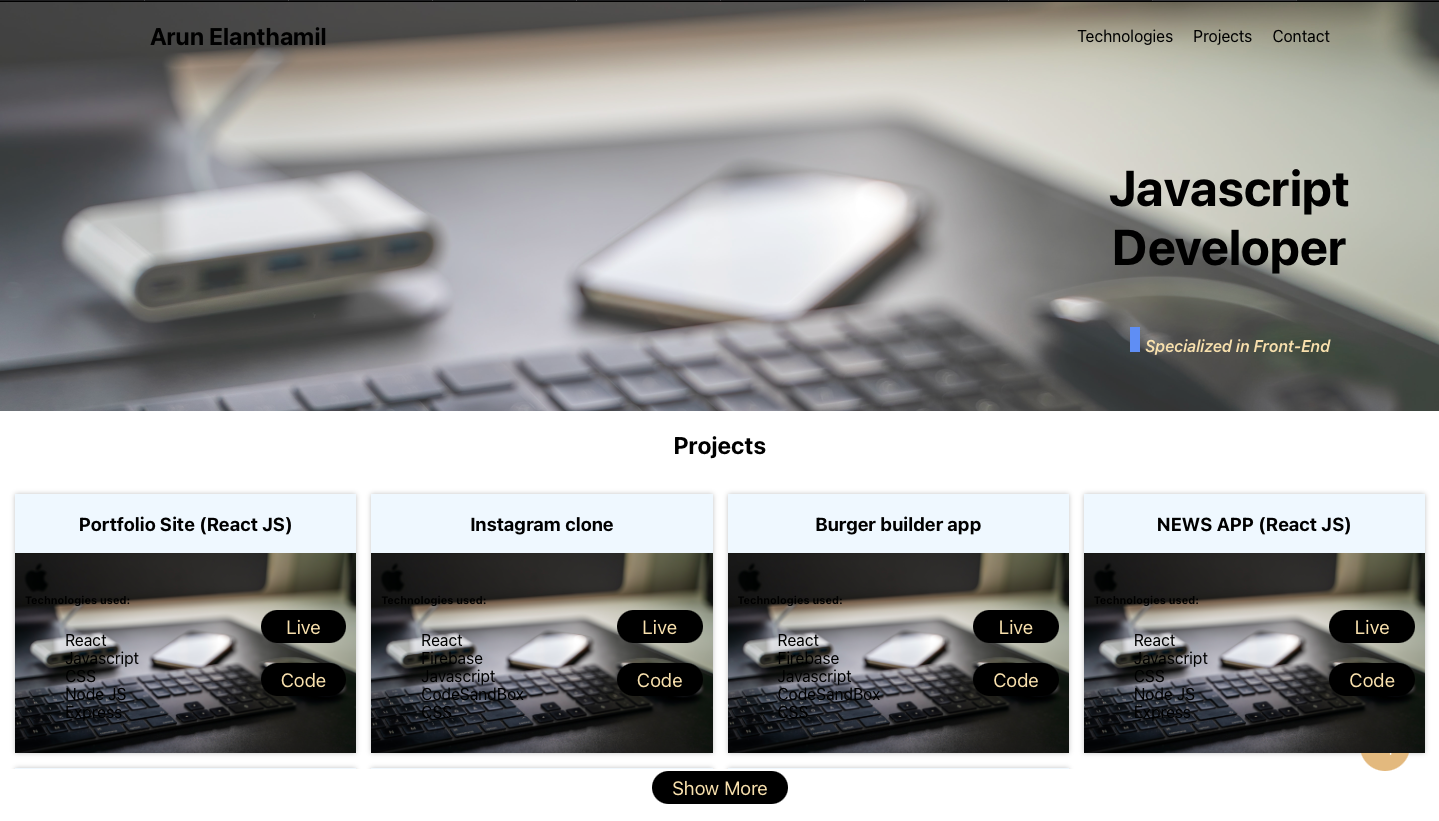 Arun Elanthamil
Technologies Projects Contact
Javascript
Developer
Specialized in Front-End
Projects
Portfolio Site (React JS)
Technologies used:
React
Javascript
CSS
Node JS
Express
Live
Code
Instagram clone
Technologies used:
React
Firebase
Javascript
CodeSandBox
CSS
Live
Code
Burger builder app
Technologies used:
React
Firebase
Javascript
CodeSandBox
CSS
Live
Code
NEWS APP (React JS)
Technologies used:
React
Javascript
CSS
Node JS
Express
Live
Code
Show More